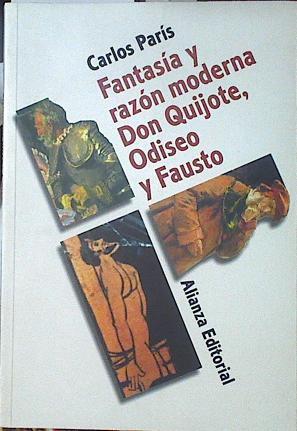 Carlos París
Fantasía y
razón moderna
Don Quijote,
Odiseo
y Fausto
Alianza Editorial